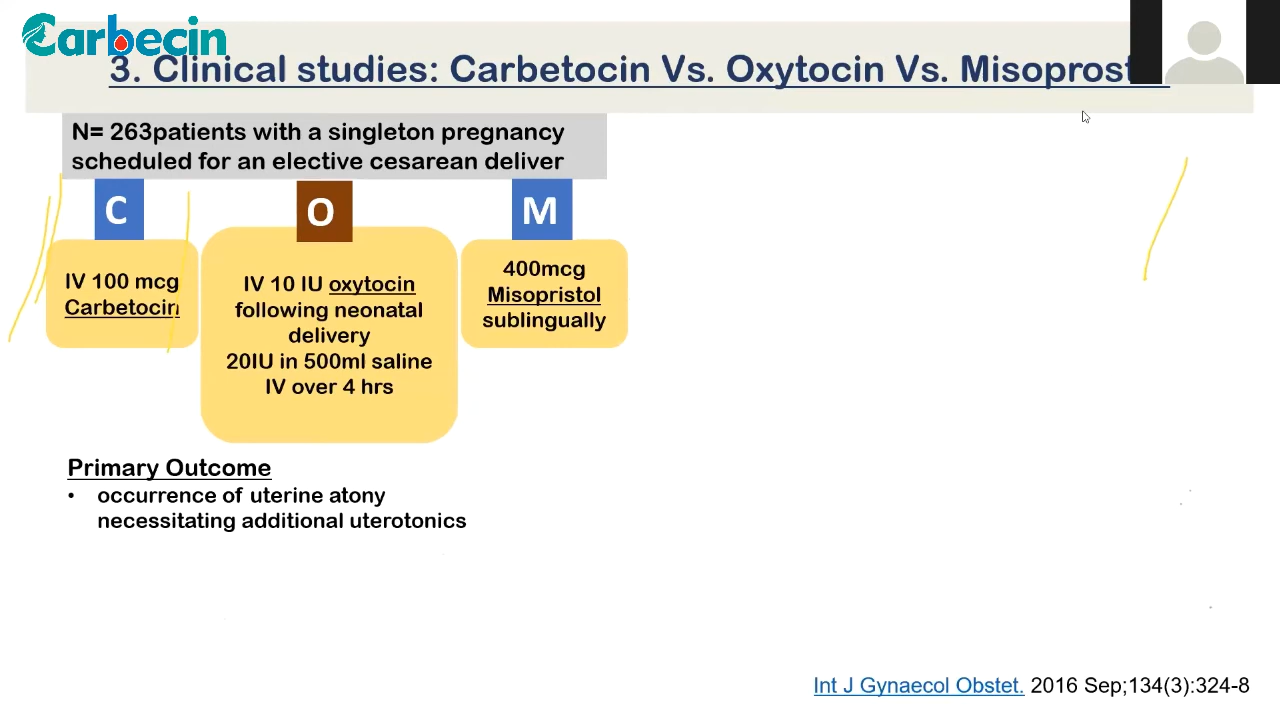 Carbecin
3. Clinical studies: Carbetocin Vs. Oxytocin Vs. Misoprost
N= 263patients with a singleton pregnancy
scheduled for an elective cesarean deliver
C
O
M
IV 100 mcg
Carbetocin
IV 10 IU oxytocin
following neonatal
delivery
20IU in 500ml saline
IV over 4 hrs
400mcg
Misopristol
sublingually
Primary Outcome
• occurrence of uterine atony
necessitating additional uterotonics
Int J Gynaecol Obstet. 2016 Sep;134(3):324-8